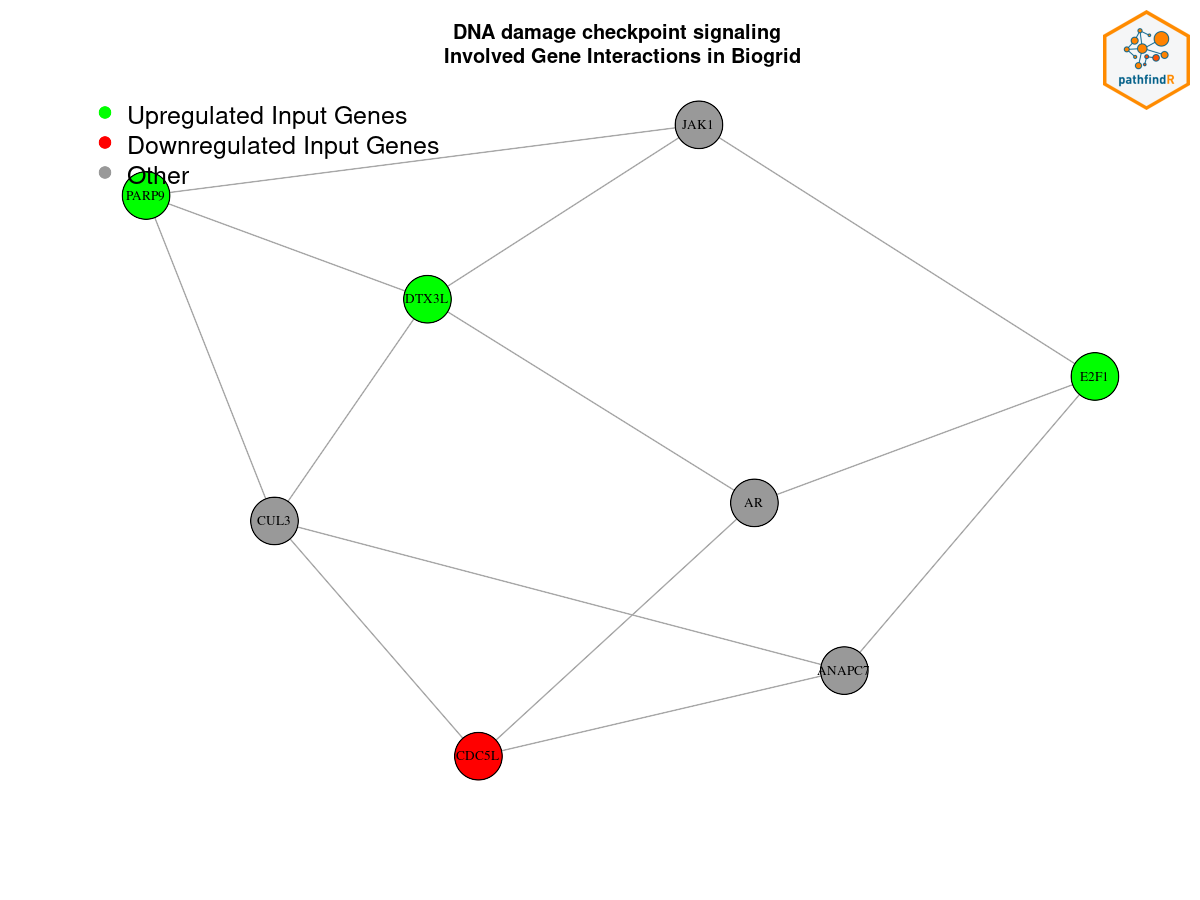 DNA damage checkpoint signaling
Involved Gene Interactions in Biogrid
pathfindR
Upregulated Input Genes
Downregulated Input Genes
Other
JAK1
PARP9
DTX3L
E2F1
AR
CUL3
ANAPC7
CDC5L